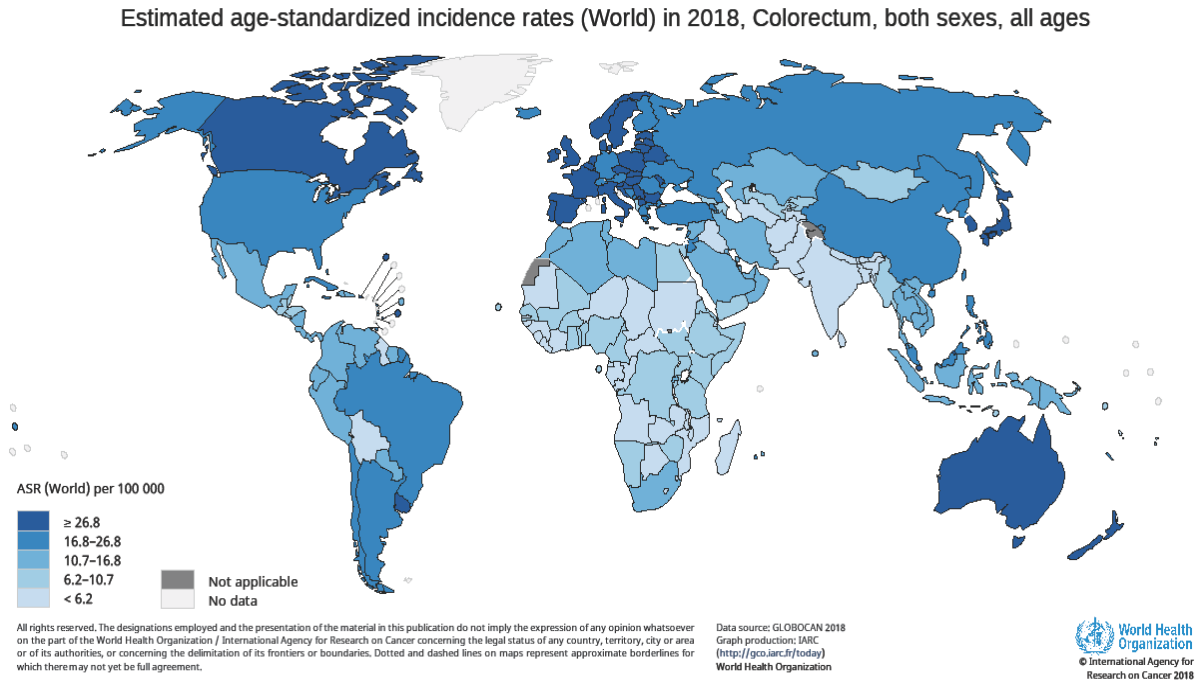 Estimated age-standardized incidence rates (World) in 2018, Colorectum, both sexes, all ages
ASR (World) per 100 000
≥ 26.8
16.8–26.8
10.7–16.8
6.2–10.7
< 6.2
Not applicable
No data
All rights reserved. The designations employed and the presentation of the material in this publication do not imply the expression of any opinion whatsoever
on the part of the World Health Organization / International Agency for Research on Cancer concerning the legal status of any country, territory, city or area
or of its authorities, or concerning the delimitation of its frontiers or boundaries. Dotted and dashed lines on maps represent approximate borderlines for
which there may not yet be full agreement.
Data source: GLOBOCAN 2018
Graph production: IARC
(http://gco.iarc.fr/today)
World Health Organization
World Health
Organization
© International Agency for
Research on Cancer 2018